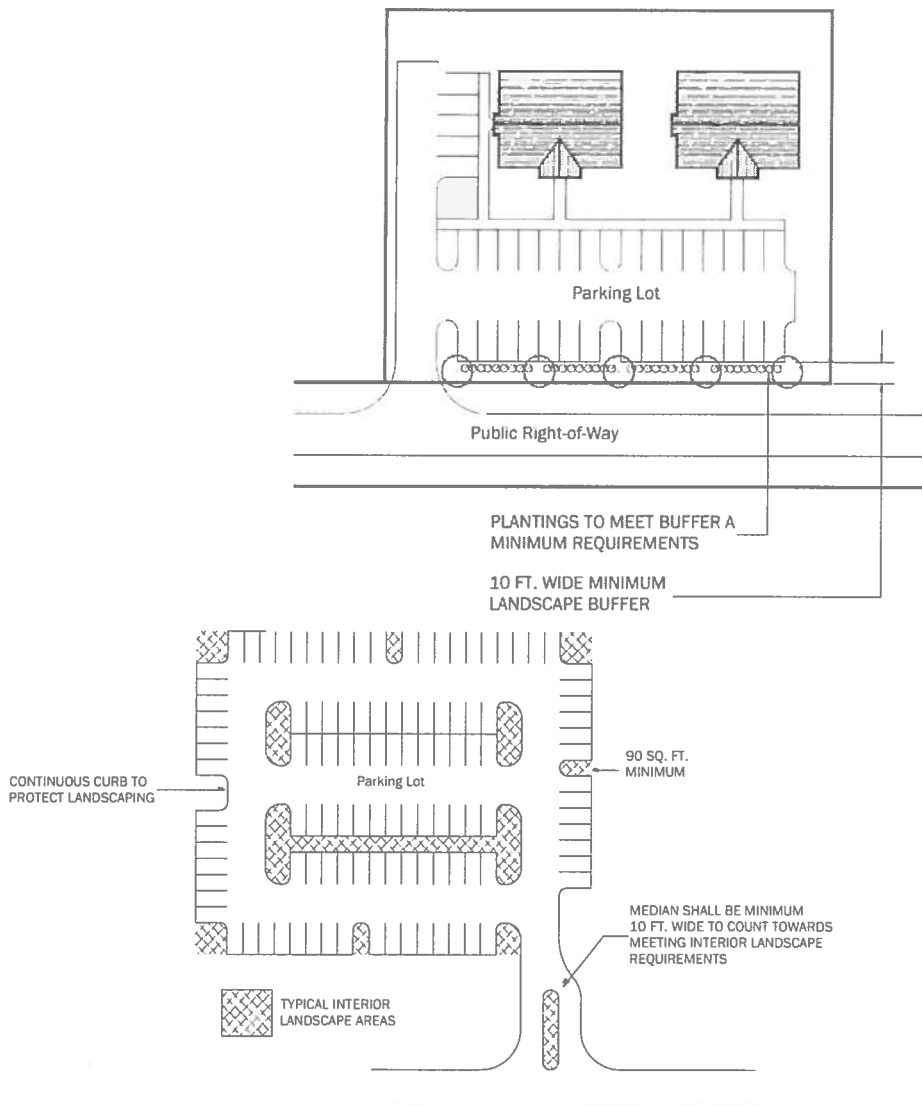 Parking Lot
Public Right-of-Way
PLANTINGS TO MEET BUFFER A
MINIMUM REQUIREMENTS
10 FT. WIDE MINIMUM
LANDSCAPE BUFFER
90 SQ. FT.
MINIMUM
CONTINUOUS CURB TO
PROTECT LANDSCAPING
Parking Lot
MEDIAN SHALL BE MINIMUM
10 FT. WIDE TO COUNT TOWARDS
MEETING INTERIOR LANDSCAPE
REQUIREMENTS
TYPICAL INTERIOR
LANDSCAPE AREAS